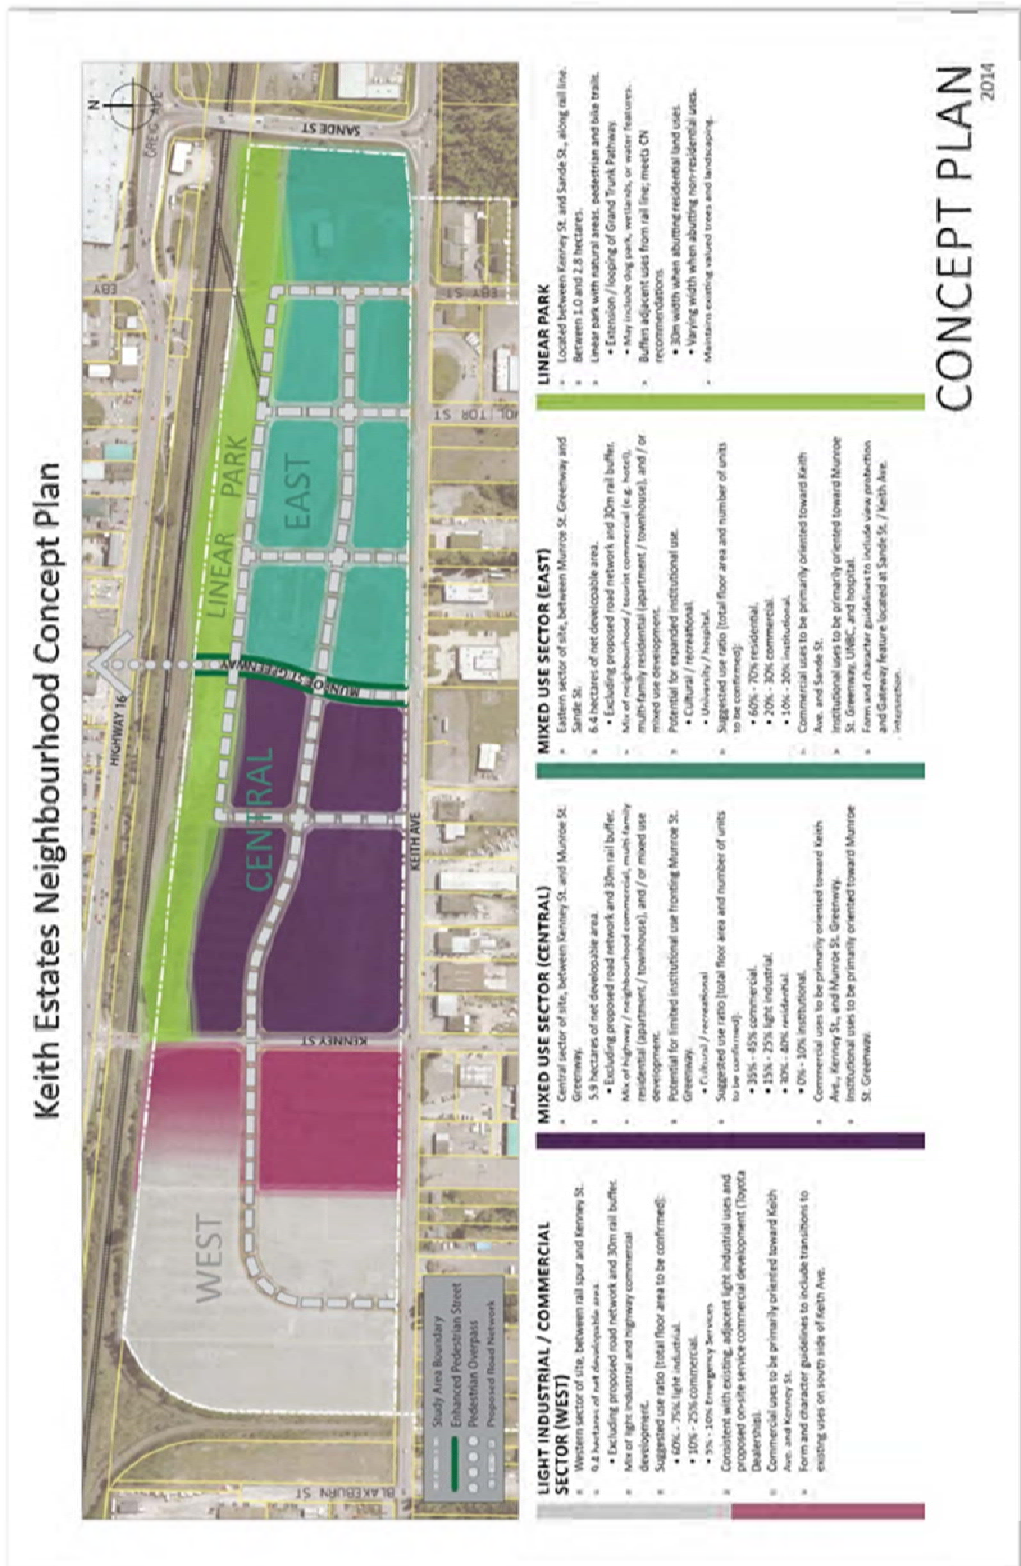 Keith Estates Neighbourhood Concept Plan
N
GREIG AVE
SANDE ST
EBY
EBY ST
ST
HIGHWAY 16
LINEAR PARK
EAST
MUNROE ST GREENWAY
CENTRAL
KEITH AVE
KENNEY ST
WEST
BLAKEBURN ST
Study Area Boundary
Enhanced Pedestrian Street
Pedestrian Overpass
Proposed Road Network
LIGHT INDUSTRIAL / COMMERCIAL
SECTOR (WEST)
Western sector of site, between rail spur and Kenney St.
hectares of net developable area.
• Excluding proposed road network and 30m rail buffer.
Mix of light industrial and highway commercial
development.
Suggested use ratio (total floor area to be confirmed):
• 60% - 75% light industrial.
• 10% - 25% commercial.
• 5% - 10% Emergency Services
Consistent with existing, adjacent light industrial uses and
proposed on-site service commercial development (Toyota
Dealership).
Commercial uses to be primarily oriented toward Keith
Ave. and Kenney St.
Form and character guidelines to include transitions to
existing uses on south side of Keith Ave.
MIXED USE SECTOR (CENTRAL)
Central sector of site, between Kenney St. and Munroe St.
Greenway.
5.9 hectares of net developable area.
• Excluding proposed road network and 30m rail buffer.
Mix of highway / neighbourhood commercial, multi-family
residential (apartment / townhouse), and / or mixed use
development.
Potential for limited institutional use fronting Munroe St.
Greenway.
• Cultural / recreational
Suggested use ratio (total floor area and number of units
to be confirmed):
• 35% - 45% commercial.
• 15% - 25% light industrial.
• 30% - 40% residential.
• 0% - 10% institutional.
Commercial uses to be primarily oriented toward Keith
Ave., Kenney St., and Munroe St. Greenway.
Institutional uses to be primarily oriented toward Munroe
St. Greenway.
MIXED USE SECTOR (EAST)
Eastern sector of site, between Munroe St. Greenway and
Sande St.
6.4 hectares of net developable area.
• Excluding proposed road network and 30m rail buffer.
Mix of neighbourhood / tourist commercial (e.g. hotel),
multi-family residential (apartment / townhouse), and / or
mixed use development.
Potential for expanded institutional use.
• Cultural / recreational.
• University / hospital.
Suggested use ratio (total floor area and number of units
to be confirmed):
• 60% - 70% residential.
• 20% - 30% commercial.
• 10% - 20% institutional.
Commercial uses to be primarily oriented toward Keith
Ave. and Sande St.
Institutional uses to be primarily oriented toward Munroe
St. Greenway, UNBC, and hospital.
Form and character guidelines to include view protection
and Gateway feature located at Sande St. / Keith Ave.
intersection.
LINEAR PARK
Located between Kenney St. and Sande St., along rail line.
Between 1.0 and 2.8 hectares.
Linear park with natural areas, pedestrian and bike trails.
• Extension / looping of Grand Trunk Pathway.
• May include dog park, wetlands, or water features.
Buffers adjacent uses from rail line; meets CN
recommendations.
• 30m width when abutting residential land uses.
• Varying width when abutting non-residential uses.
Maintains existing valued trees and landscaping.
CONCEPT PLAN
2014